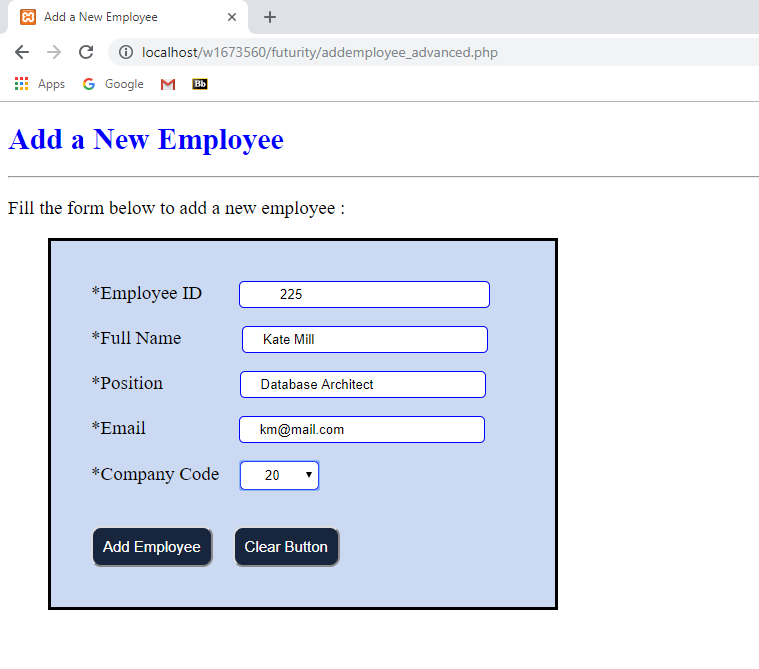 Add a New Employee
localhost/w1673560/futurity/addemployee_advanced.php
Apps Google Bb
Add a New Employee
Fill the form below to add a new employee :
*Employee ID 225
*Full Name Kate Mill
*Position Database Architect
*Email km@mail.com
*Company Code 20
Add Employee Clear Button